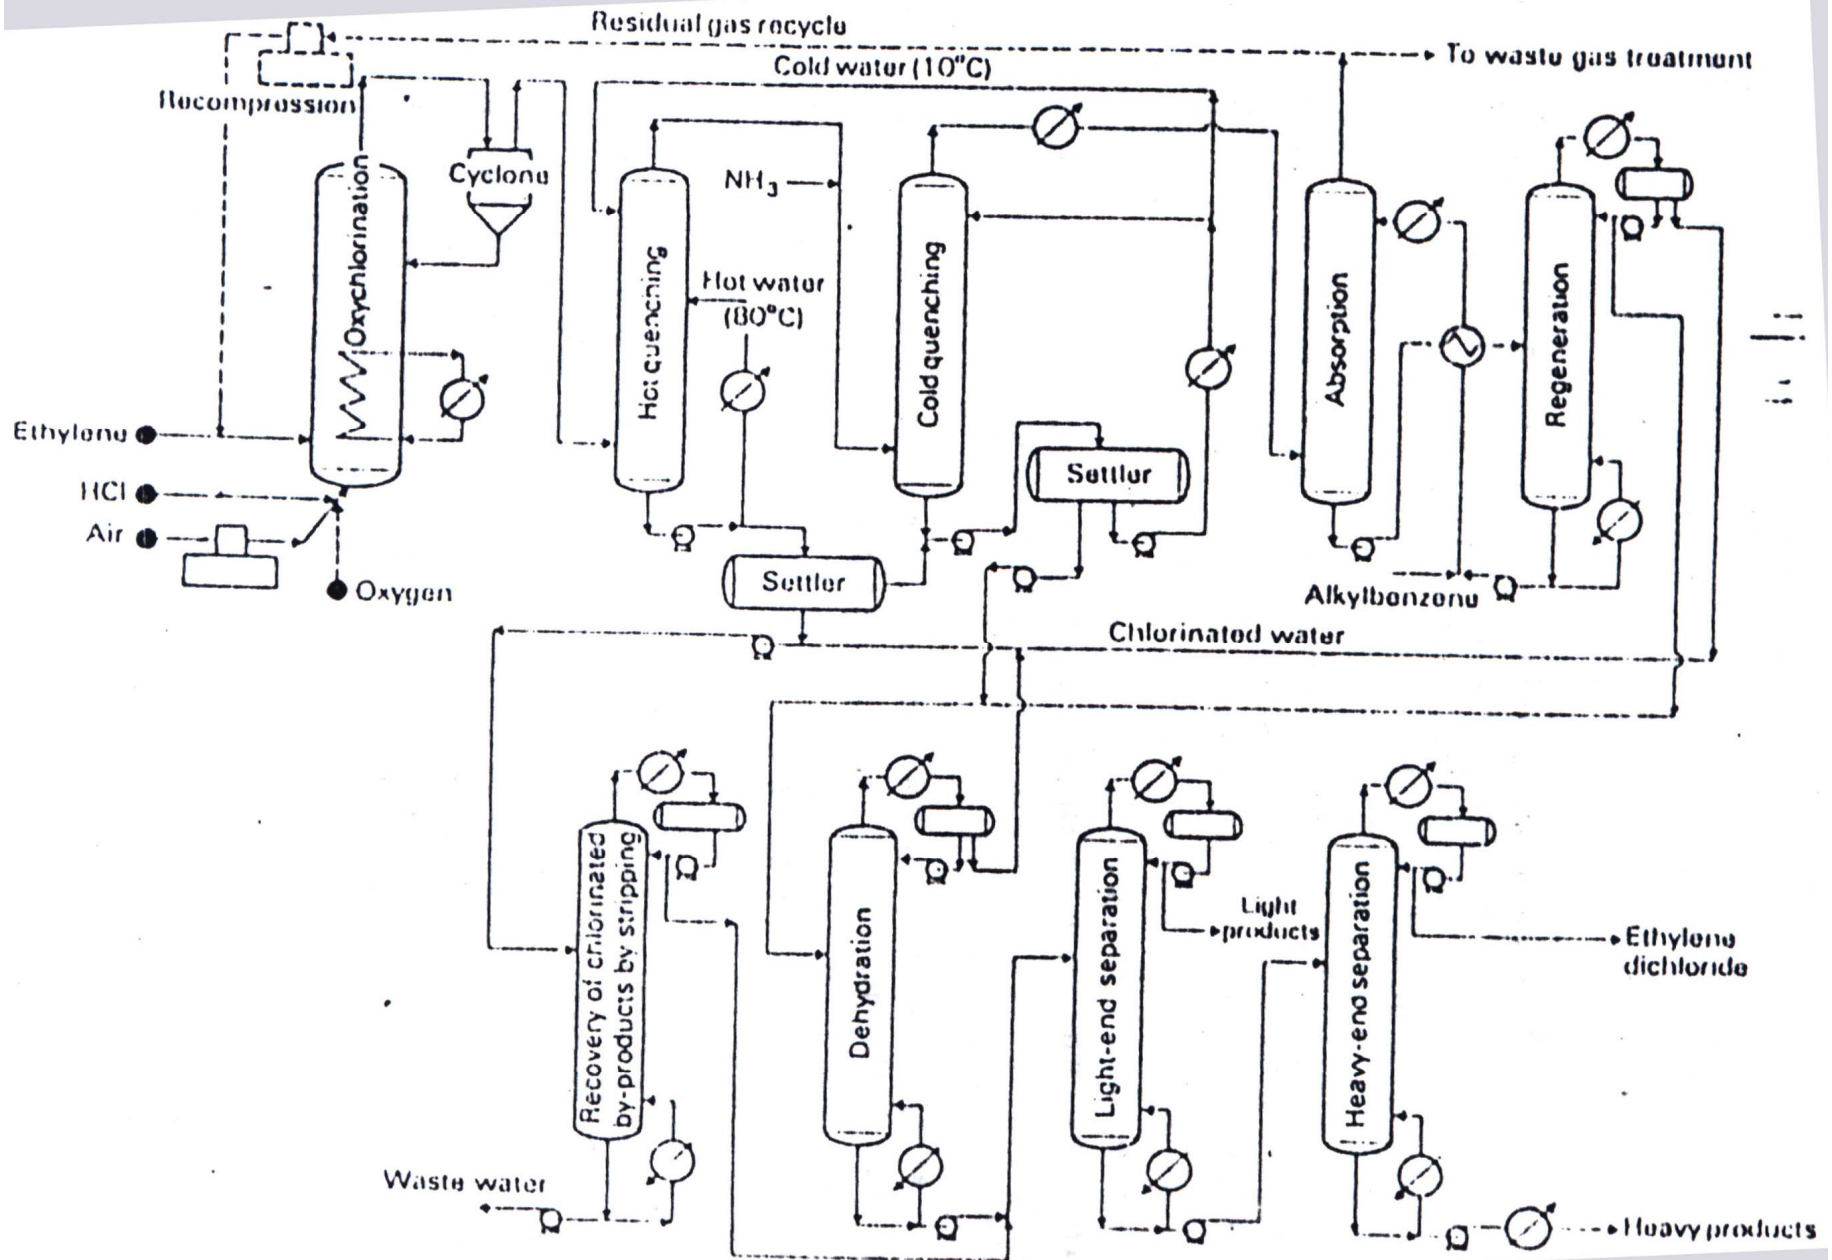 Residual gas recycle
To waste gas treatment
Cold water (10°C)
Recompression
Cyclone
NH3
Oxychlorination
Hot quenching
Hot water
(80°C)
Cold quenching
Absorption
Regeneration
Ethylene
HCl
Air
Oxygen
Settler
Settler
Alkylbenzene
Chlorinated water
Recovery of chlorinated
by-products by stripping
Dehydration
Light-end separation
Light
products
Heavy-end separation
Ethylene
dichloride
Waste water
Heavy products